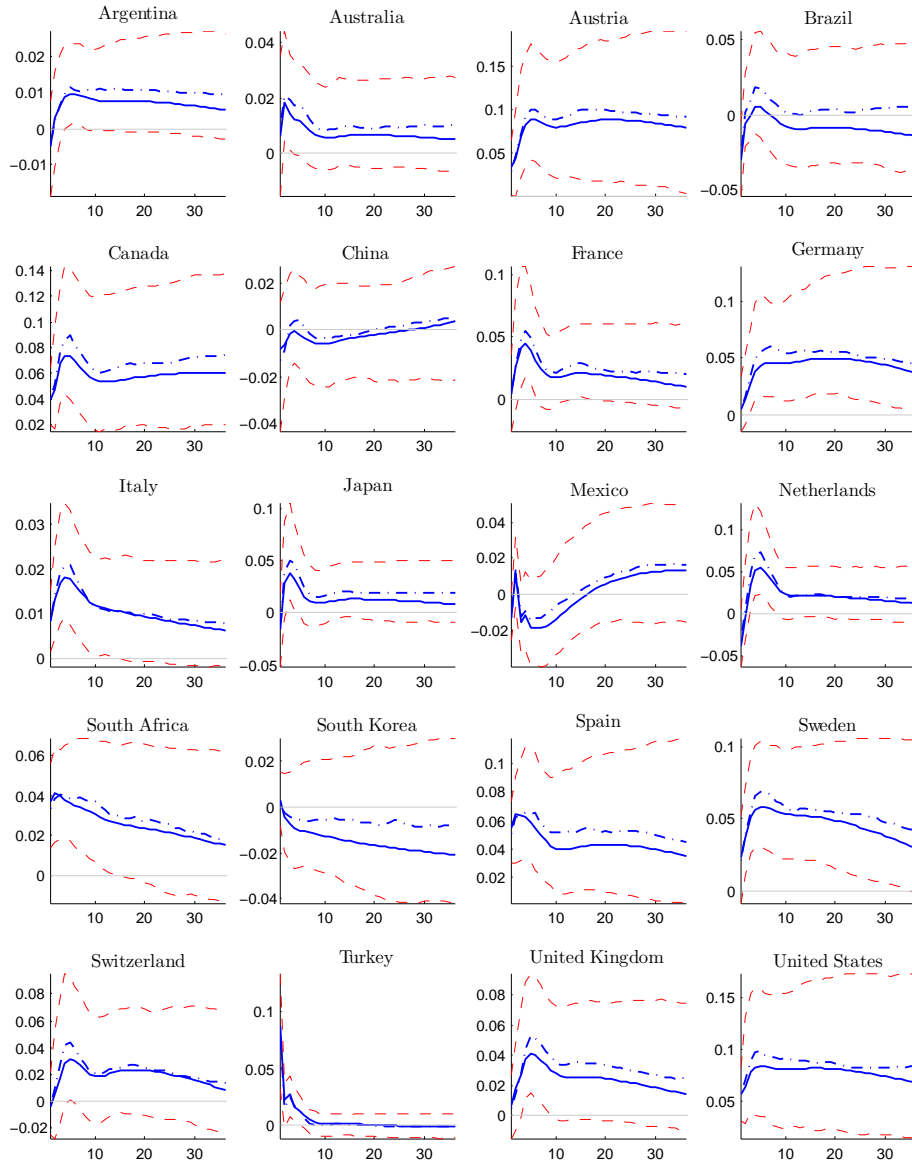 Argentina
0.02
0.01
0
−0.01
10 20 30
Australia
0.04
0.02
0
10 20 30
Austria
0.15
0.1
0.05
10 20 30
Brazil
0.05
0
−0.05
10 20 30
Canada
0.14
0.12
0.1
0.08
0.06
0.04
0.02
10 20 30
China
0.02
0
−0.02
−0.04
10 20 30
France
0.1
0.05
0
10 20 30
Germany
0.1
0.05
0
10 20 30
Italy
0.03
0.02
0.01
0
10 20 30
Japan
0.1
0.05
0
−0.05
10 20 30
Mexico
0.04
0.02
0
−0.02
10 20 30
Netherlands
0.1
0.05
0
−0.05
10 20 30
South Africa
0.06
0.04
0.02
0
10 20 30
South Korea
0.02
0
−0.02
−0.04
10 20 30
Spain
0.1
0.08
0.06
0.04
0.02
10 20 30
Sweden
0.1
0.05
0
10 20 30
Switzerland
0.08
0.06
0.04
0.02
0
−0.02
10 20 30
Turkey
0.1
0.05
0
10 20 30
United Kingdom
0.08
0.06
0.04
0.02
0
10 20 30
United States
0.15
0.1
0.05
10 20 30